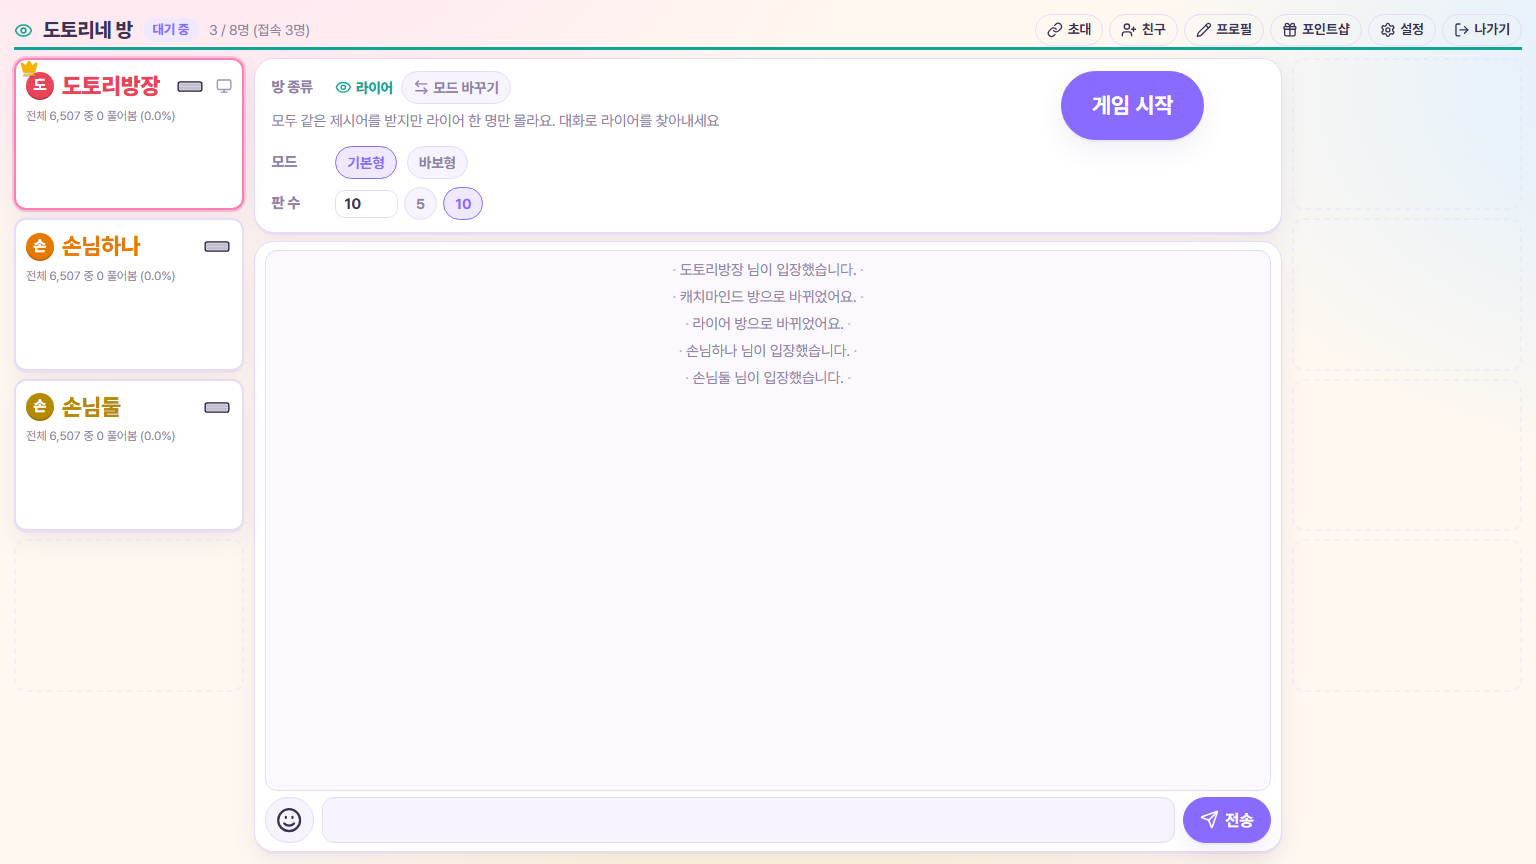 도토리네 방 대기 중 3 / 8명 (접속 3명) 초대 친구 프로필 포인트샵 설정 나가기
도 도토리방장
전체 6,507 중 0 풀어봄 (0.0%)
손 손님하나
전체 6,507 중 0 풀어봄 (0.0%)
손 손님둘
전체 6,507 중 0 풀어봄 (0.0%)
방 종류 라이어 모드 바꾸기
모두 같은 제시어를 받지만 라이어 한 명만 몰라요. 대화로 라이어를 찾아내세요
모드 기본형 바보형
판 수 10 5 10
게임 시작
· 도토리방장 님이 입장했습니다. ·
· 캐치마인드 방으로 바뀌었어요. ·
· 라이어 방으로 바뀌었어요. ·
· 손님하나 님이 입장했습니다. ·
· 손님둘 님이 입장했습니다. ·
전송